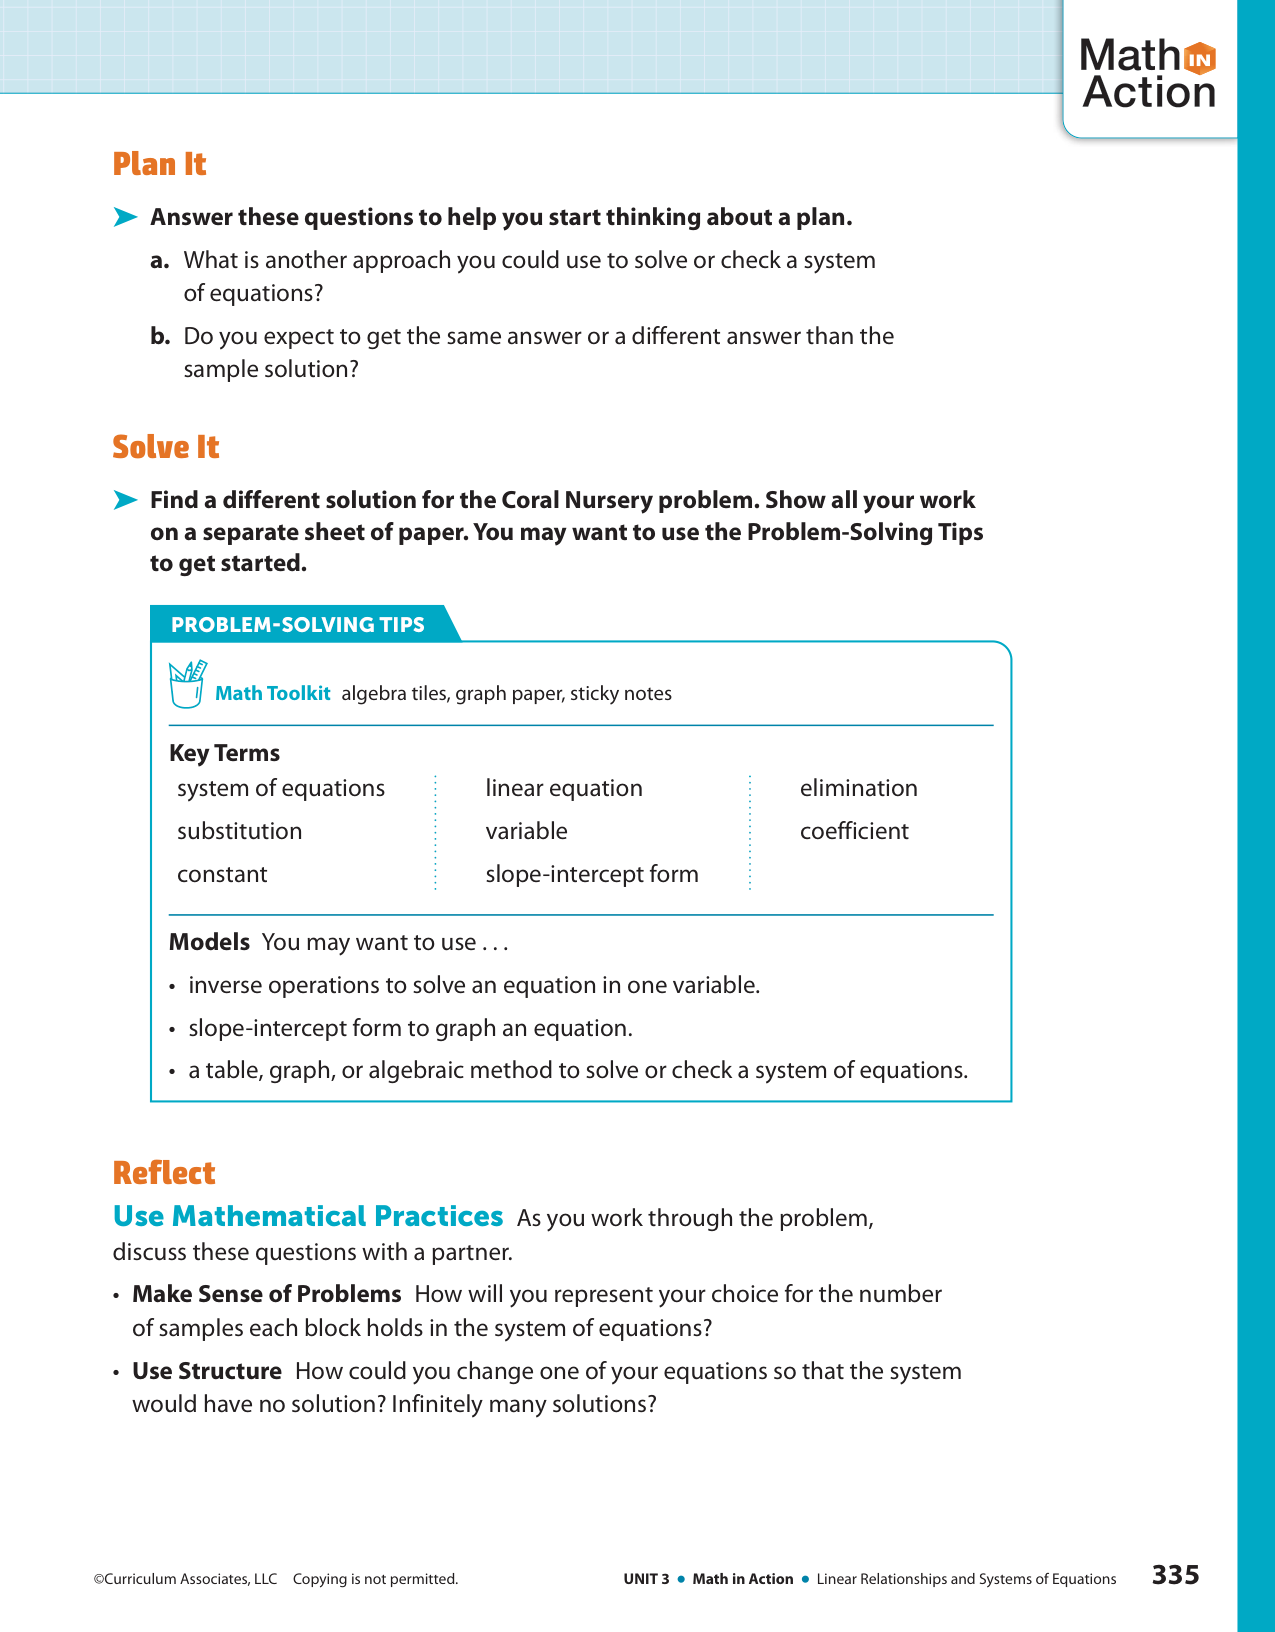 Math IN
Action
Plan It
➤ Answer these questions to help you start thinking about a plan.
a. What is another approach you could use to solve or check a system
of equations?
b. Do you expect to get the same answer or a different answer than the
sample solution?
Solve It
➤ Find a different solution for the Coral Nursery problem. Show all your work
on a separate sheet of paper. You may want to use the Problem-Solving Tips
to get started.
PROBLEM-SOLVING TIPS
Math Toolkit algebra tiles, graph paper, sticky notes
Key Terms
system of equations linear equation elimination
substitution variable coefficient
constant slope-intercept form
Models You may want to use . . .
• inverse operations to solve an equation in one variable.
• slope-intercept form to graph an equation.
• a table, graph, or algebraic method to solve or check a system of equations.
Reflect
Use Mathematical Practices As you work through the problem,
discuss these questions with a partner.
• Make Sense of Problems How will you represent your choice for the number
of samples each block holds in the system of equations?
• Use Structure How could you change one of your equations so that the system
would have no solution? Infinitely many solutions?
©Curriculum Associates, LLC Copying is not permitted. UNIT 3 • Math in Action • Linear Relationships and Systems of Equations 335